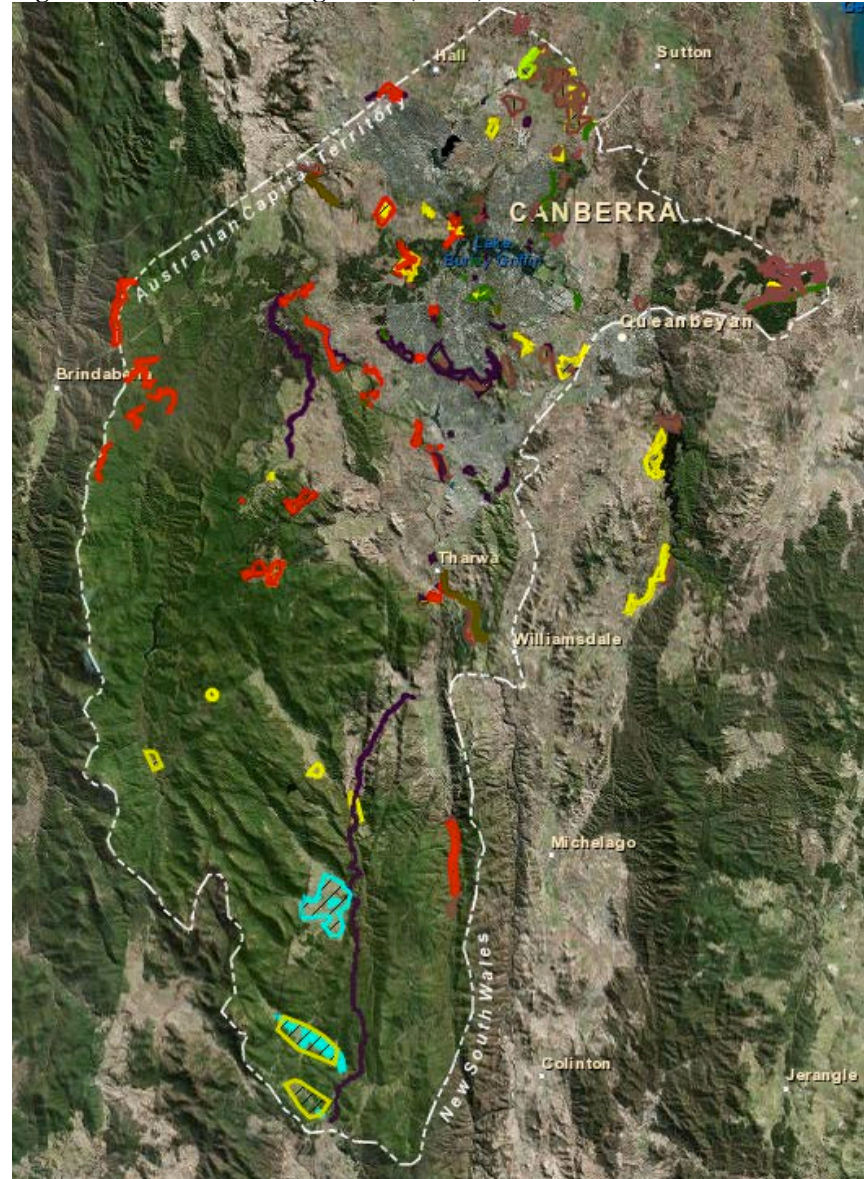 Hall
Sutton
Australian Capital Territory
CANBERRA
Lake
Burley Griffin
Queanbeyan
Brindabella
Tharwa
Williamsdale
Michelago
New South Wales
Colinton
Jerangle